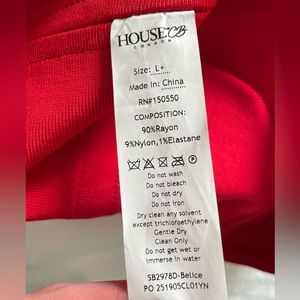 HOUSE OF CB
LONDON
Size: L+
Made in: China
RN#150550
COMPOSITION:
90%Rayon
9%Nylon,1%Elastane
Do not wash
Do not bleach
Do not dry
Do not iron
Dry clean any solvent
except trichloroethylene
Gentle Dry
Clean Only
Do not get wet or
immerse in water
SB2978D-Belice
PO 251905CL01YN